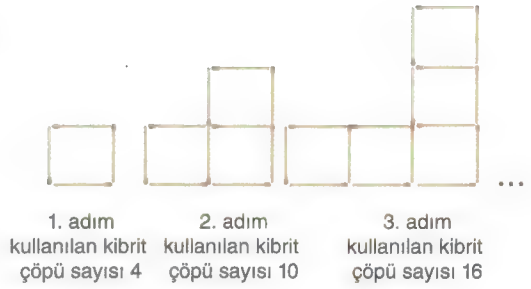 ...
1. adım
kullanılan kibrit
çöpü sayısı 4
2. adım
kullanılan kibrit
çöpü sayısı 10
3. adım
kullanılan kibrit
çöpü sayısı 16